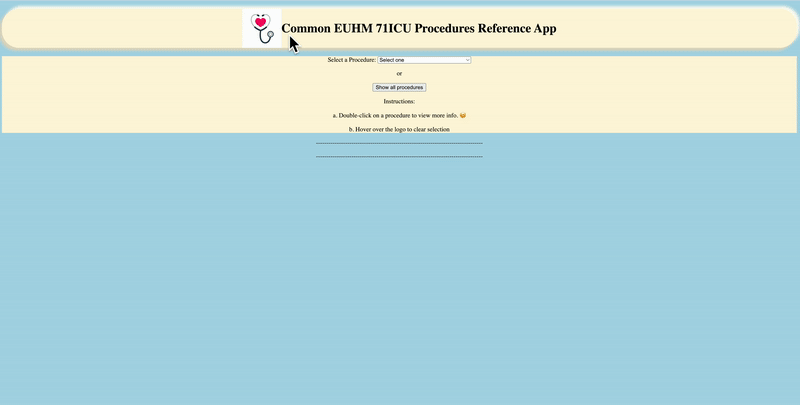 Common EUHM 71ICU Procedures Reference App
Select a Procedure: Select one
or
Show all procedures
Instructions:
a. Double-click on a procedure to view more info. 😸
b. Hover over the logo to clear selection